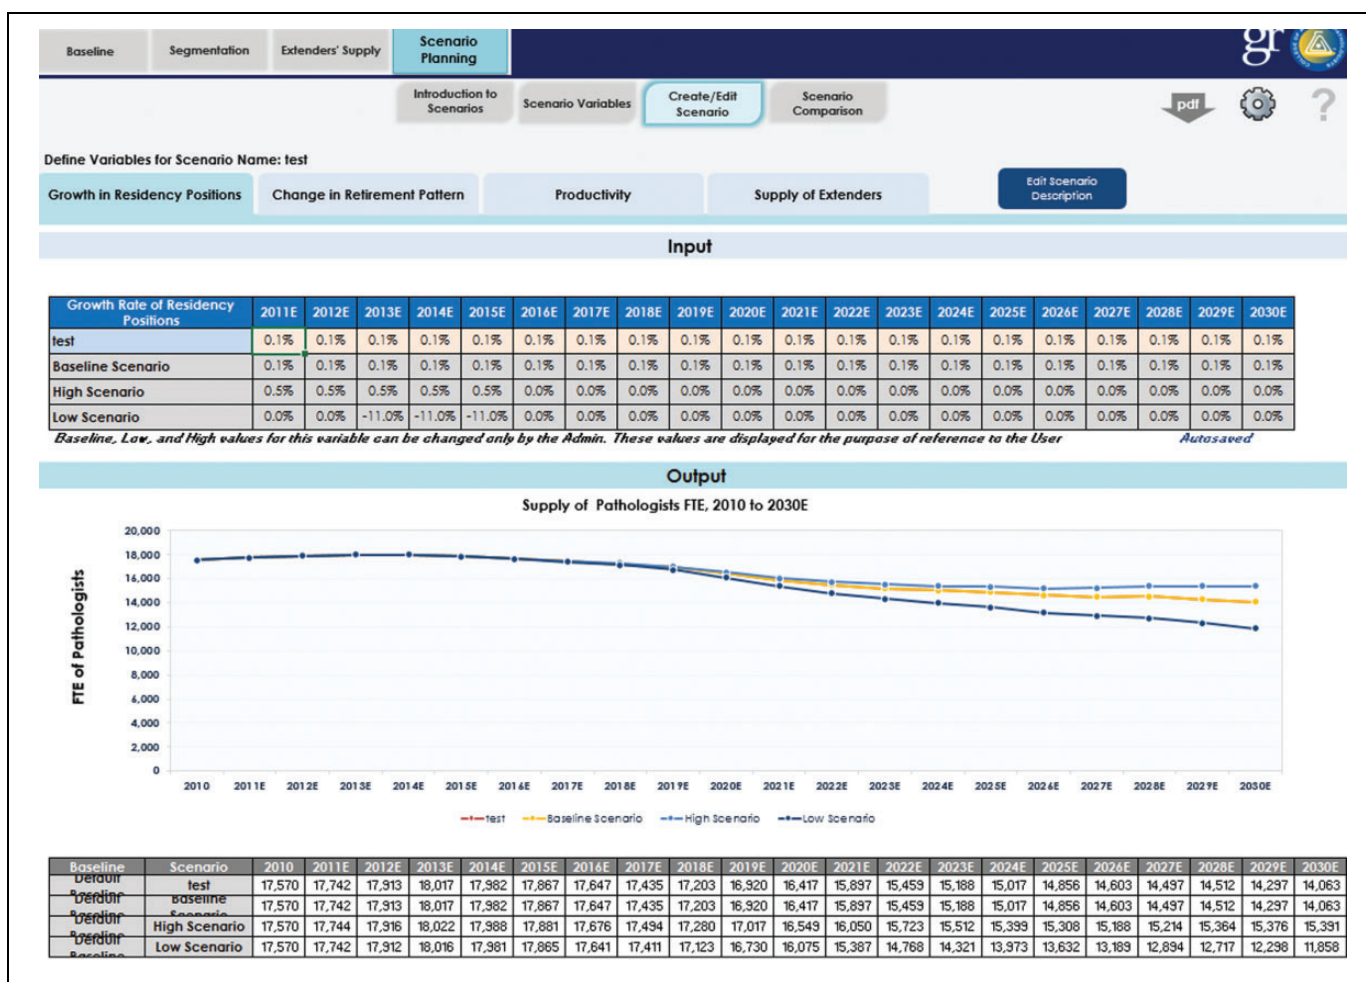 gr
Baseline Segmentation Extenders' Supply Scenario Planning
Introduction to Scenarios Scenario Variables Create/Edit Scenario Scenario Comparison pdf ?
Define Variables for Scenario Name: test
Growth in Residency Positions Change in Retirement Pattern Productivity Supply of Extenders Edit Scenario Description
Input
Growth Rate of Residency Positions 2011E 2012E 2013E 2014E 2015E 2016E 2017E 2018E 2019E 2020E 2021E 2022E 2023E 2024E 2025E 2026E 2027E 2028E 2029E 2030E
test 0.1% 0.1% 0.1% 0.1% 0.1% 0.1% 0.1% 0.1% 0.1% 0.1% 0.1% 0.1% 0.1% 0.1% 0.1% 0.1% 0.1% 0.1% 0.1% 0.1%
Baseline Scenario 0.1% 0.1% 0.1% 0.1% 0.1% 0.1% 0.1% 0.1% 0.1% 0.1% 0.1% 0.1% 0.1% 0.1% 0.1% 0.1% 0.1% 0.1% 0.1% 0.1%
High Scenario 0.5% 0.5% 0.5% 0.5% 0.5% 0.0% 0.0% 0.0% 0.0% 0.0% 0.0% 0.0% 0.0% 0.0% 0.0% 0.0% 0.0% 0.0% 0.0% 0.0%
Low Scenario 0.0% 0.0% -11.0% -11.0% -11.0% 0.0% 0.0% 0.0% 0.0% 0.0% 0.0% 0.0% 0.0% 0.0% 0.0% 0.0% 0.0% 0.0% 0.0% 0.0%
Baseline, Low, and High values for this variable can be changed only by the Admin. These values are displayed for the purpose of reference to the User Autosaved
Output
Supply of Pathologists FTE, 2010 to 2030E
FTE of Pathologists
20,000
18,000
16,000
14,000
12,000
10,000
8,000
6,000
4,000
2,000
0
2010 2011E 2012E 2013E 2014E 2015E 2016E 2017E 2018E 2019E 2020E 2021E 2022E 2023E 2024E 2025E 2026E 2027E 2028E 2029E 2030E
test Baseline Scenario High Scenario Low Scenario
Baseline Scenario 2010 2011E 2012E 2013E 2014E 2015E 2016E 2017E 2018E 2019E 2020E 2021E 2022E 2023E 2024E 2025E 2026E 2027E 2028E 2029E 2030E
Default Baseline test 17,570 17,742 17,913 18,017 17,982 17,867 17,647 17,435 17,203 16,920 16,417 15,897 15,459 15,188 15,017 14,856 14,603 14,497 14,512 14,297 14,063
Default Baseline Baseline Scenario 17,570 17,742 17,913 18,017 17,982 17,867 17,647 17,435 17,203 16,920 16,417 15,897 15,459 15,188 15,017 14,856 14,603 14,497 14,512 14,297 14,063
Default Baseline High Scenario 17,570 17,744 17,916 18,022 17,988 17,881 17,676 17,494 17,280 17,017 16,549 16,050 15,723 15,512 15,399 15,308 15,188 15,214 15,364 15,376 15,391
Default Baseline Low Scenario 17,570 17,742 17,912 18,016 17,981 17,865 17,641 17,411 17,123 16,730 16,075 15,387 14,768 14,321 13,973 13,632 13,189 12,894 12,717 12,298 11,858